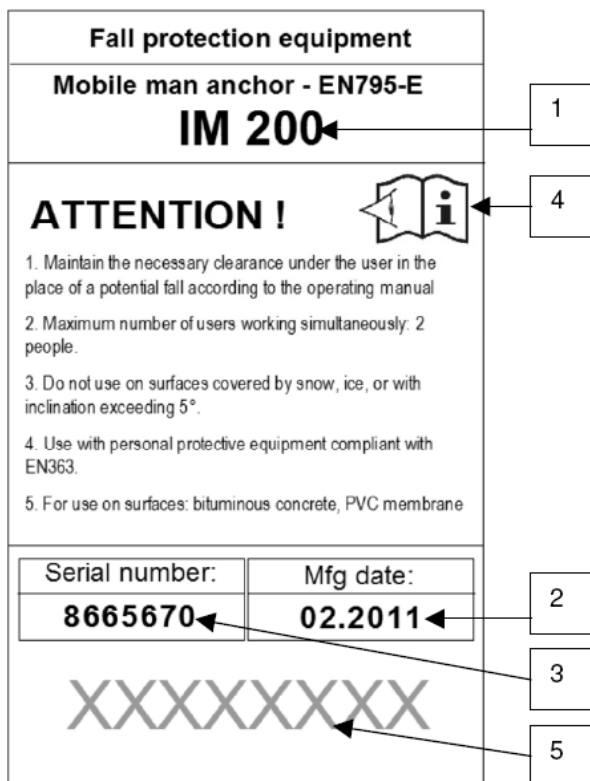 Fall protection equipment
Mobile man anchor - EN795-E
IM 200
1
4
ATTENTION !
i
1. Maintain the necessary clearance under the user in the
place of a potential fall according to the operating manual
2. Maximum number of users working simultaneously: 2
people.
3. Do not use on surfaces covered by snow, ice, or with
inclination exceeding 5°.
4. Use with personal protective equipment compliant with
EN363.
5. For use on surfaces: bituminous concrete, PVC membrane
Serial number:
Mfg date:
8665670
02.2011
2
3
XXXXXXXX
5